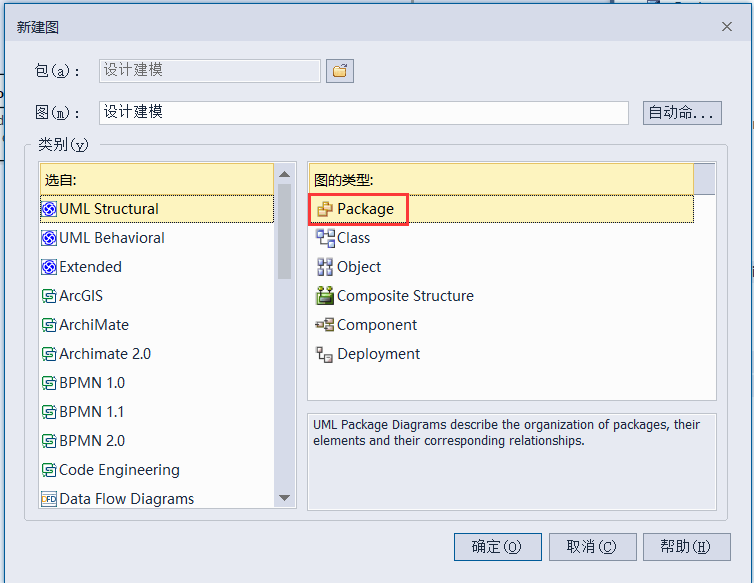 新建图
包(a)：
设计建模
图(m)：
设计建模
自动命...
类别(y)
选自:
UML Structural
UML Behavioral
Extended
ArcGIS
ArchiMate
Archimate 2.0
BPMN 1.0
BPMN 1.1
BPMN 2.0
Code Engineering
DFD Data Flow Diagrams
图的类型:
Package
Class
Object
Composite Structure
Component
Deployment
UML Package Diagrams describe the organization of packages, their
elements and their corresponding relationships.
确定(O)
取消(C)
帮助(H)